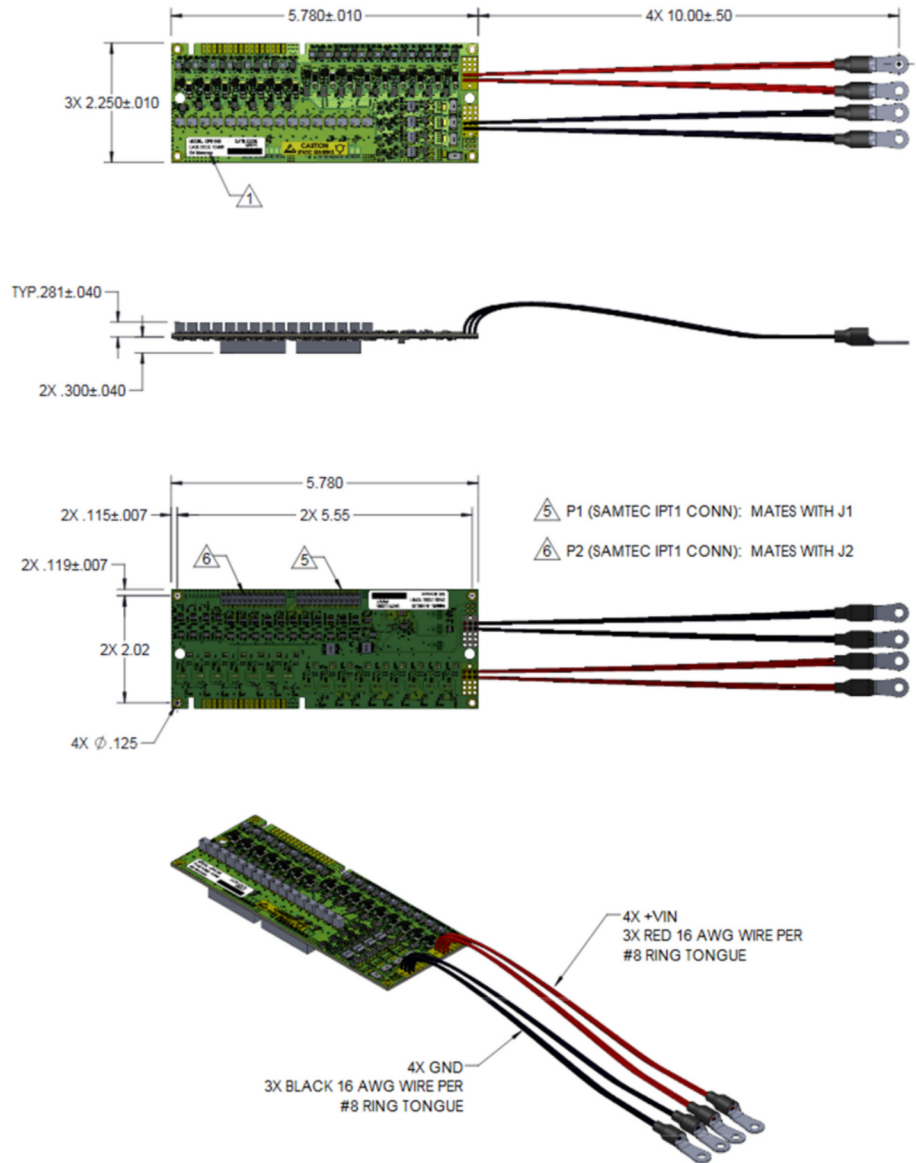 5.780±.010
4X 10.00±.50
3X 2.250±.010
CAUTION
1
TYP.281±.040
2X .300±.040
5.780
2X .115±.007
2X 5.55
5 P1 (SAMTEC IPT1 CONN): MATES WITH J1
6 P2 (SAMTEC IPT1 CONN): MATES WITH J2
2X .119±.007
6
5
2X 2.02
4X ∅ .125
4X +VIN
3X RED 16 AWG WIRE PER
#8 RING TONGUE
4X GND
3X BLACK 16 AWG WIRE PER
#8 RING TONGUE